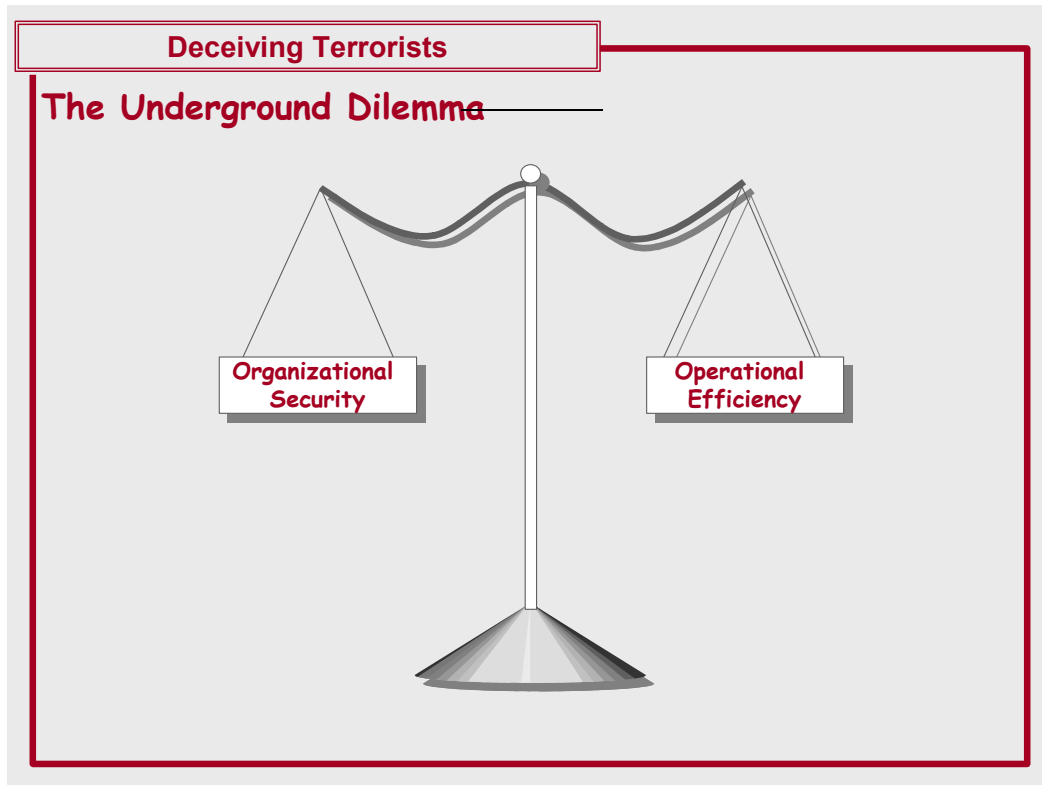 Deceiving Terrorists
The Underground Dilemma
Organizational
Security
Operational
Efficiency